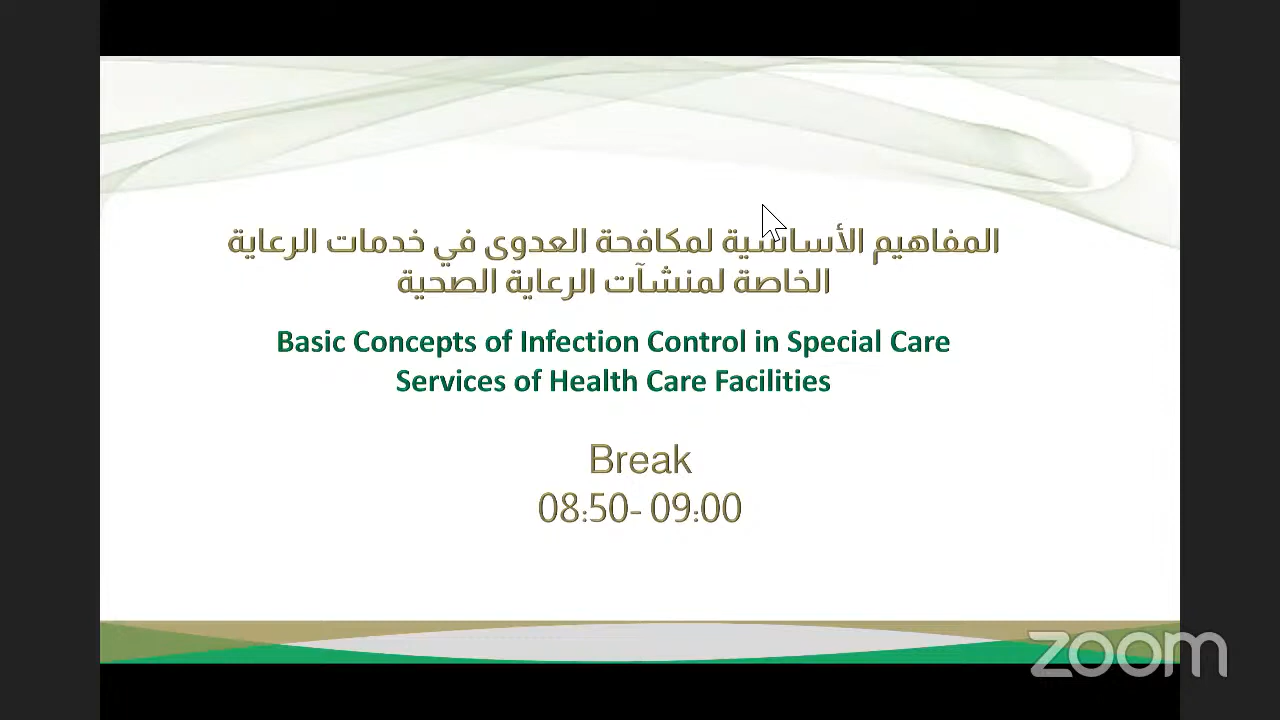 المفاهيم الأساسية لمكافحة العدوى في خدمات الرعاية
الخاصة لمنشآت الرعاية الصحية
Basic Concepts of Infection Control in Special Care
Services of Health Care Facilities
Break
08:50- 09:00
zoom